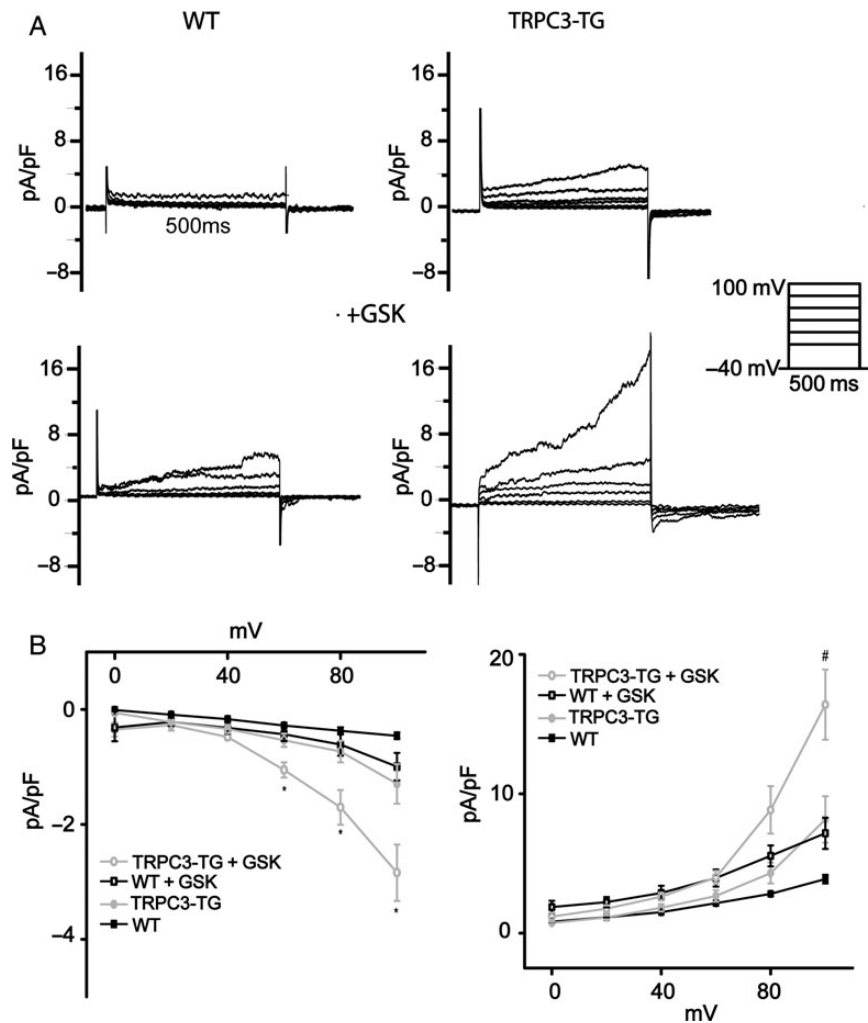 A
WT
TRPC3-TG
16
8
0
−8
pA/pF
500ms
16
8
0
−8
pA/pF
· +GSK
100 mV
−40 mV
500 ms
16
8
0
−8
pA/pF
16
8
0
−8
pA/pF
B
mV
0 40 80
0
−2
−4
pA/pF
*
*
*
TRPC3-TG + GSK
WT + GSK
TRPC3-TG
WT
20
10
0
pA/pF
#
TRPC3-TG + GSK
WT + GSK
TRPC3-TG
WT
0 40 80
mV